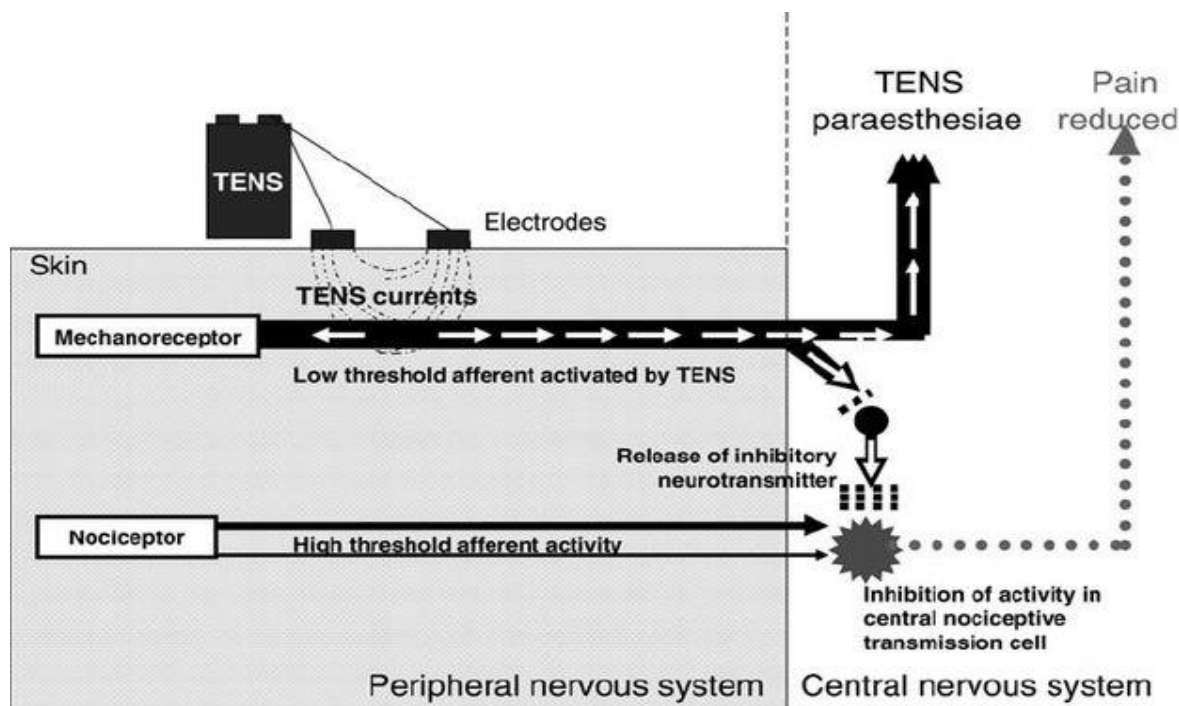 TENS
paraesthesiae
Pain
reduced
TENS
Electrodes
Skin
TENS currents
Mechanoreceptor
Low threshold afferent activated by TENS
Release of inhibitory
neurotransmitter
Nociceptor
High threshold afferent activity
Inhibition of activity in
central nociceptive
transmission cell
Peripheral nervous system
Central nervous system